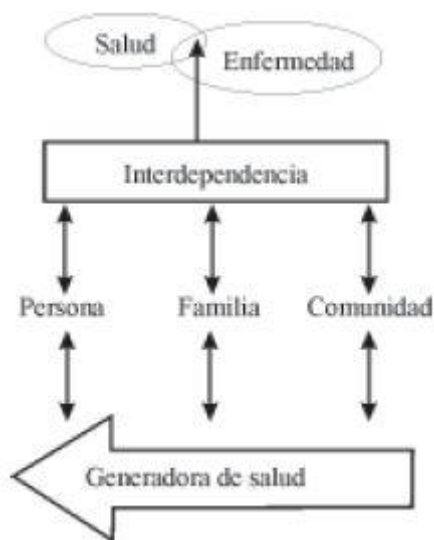 Salud
Enfermedad
Interdependencia
Persona Familia Comunidad
Generadora de salud